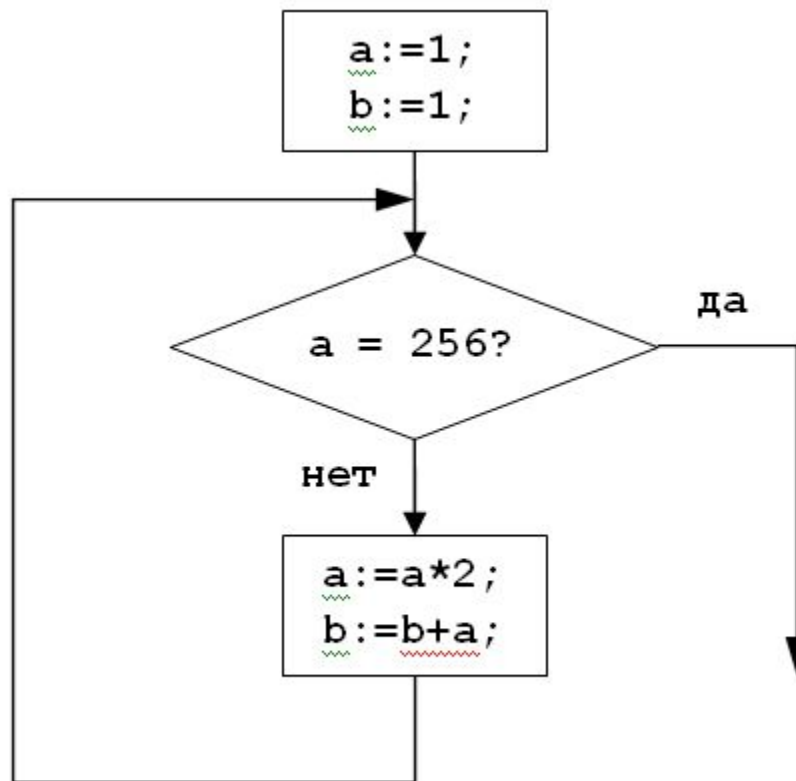 a:=1;
b:=1;
a = 256?
да
нет
a:=a*2;
b:=b+a;